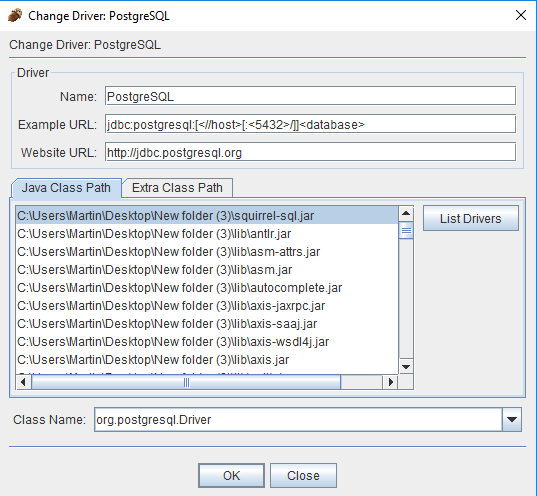 Change Driver: PostgreSQL
Change Driver: PostgreSQL
Driver
Name: PostgreSQL
Example URL: jdbc:postgresql:[<//host>[:<5432>/]]<database>
Website URL: http://jdbc.postgresql.org
Java Class Path Extra Class Path
C:\Users\Martin\Desktop\New folder (3)\squirrel-sql.jar List Drivers
C:\Users\Martin\Desktop\New folder (3)\lib\antlr.jar
C:\Users\Martin\Desktop\New folder (3)\lib\asm-attrs.jar
C:\Users\Martin\Desktop\New folder (3)\lib\asm.jar
C:\Users\Martin\Desktop\New folder (3)\lib\autocomplete.jar
C:\Users\Martin\Desktop\New folder (3)\lib\axis-jaxrpc.jar
C:\Users\Martin\Desktop\New folder (3)\lib\axis-saaj.jar
C:\Users\Martin\Desktop\New folder (3)\lib\axis-wsdl4j.jar
C:\Users\Martin\Desktop\New folder (3)\lib\axis.jar
Class Name: org.postgresql.Driver
OK Close